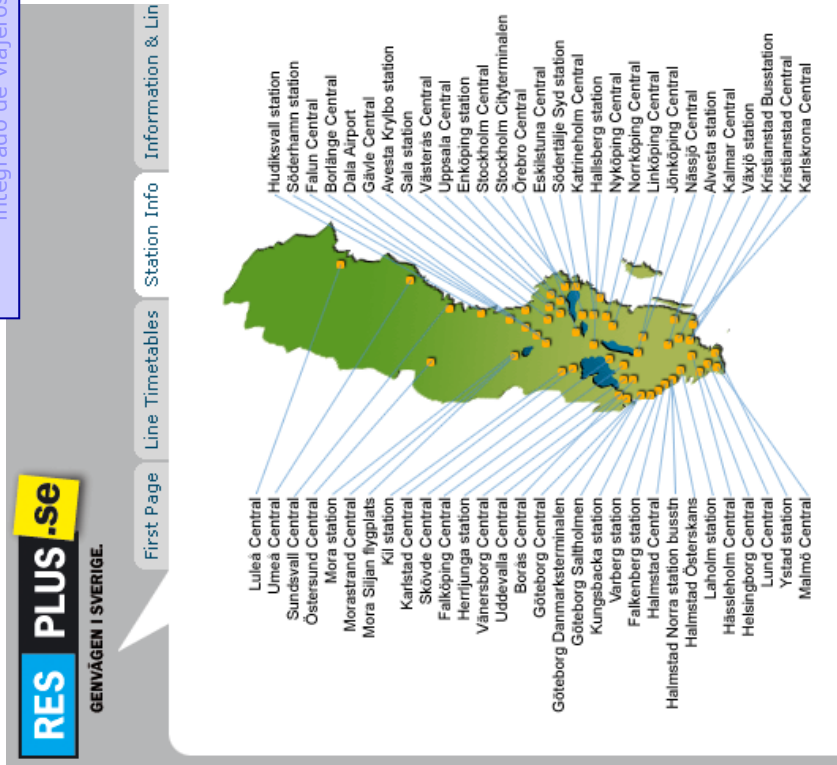 integrado de viajeros
RES PLUS .se
GENVÄGEN I SVERIGE.
First Page
Line Timetables
Station Info
Information & Lin
Luleå Central
Umeå Central
Sundsvall Central
Östersund Central
Mora station
Morastrand Central
Mora Siljan flygplats
Kil station
Karlstad Central
Skövde Central
Falköping Central
Herrljunga station
Vänersborg Central
Uddevalla Central
Borås Central
Göteborg Central
Göteborg Danmarksterminalen
Göteborg Saltholmen
Kungsbacka station
Varberg station
Falkenberg station
Halmstad Central
Halmstad Norra station busstn
Halmstad Österskans
Laholm station
Hässleholm Central
Helsingborg Central
Lund Central
Ystad station
Malmö Central
Hudiksvall station
Söderhamn station
Falun Central
Borlänge Central
Dala Airport
Gävle Central
Avesta Krylbo station
Sala station
Västerås Central
Uppsala Central
Enköping station
Stockholm Central
Stockholm Cityterminalen
Örebro Central
Eskilstuna Central
Södertälje Syd station
Katrineholm Central
Hallsberg station
Nyköping Central
Norrköping Central
Linköping Central
Jönköping Central
Nässjö Central
Alvesta station
Kalmar Central
Växjö station
Kristianstad Busstation
Kristianstad Central
Karlskrona Central